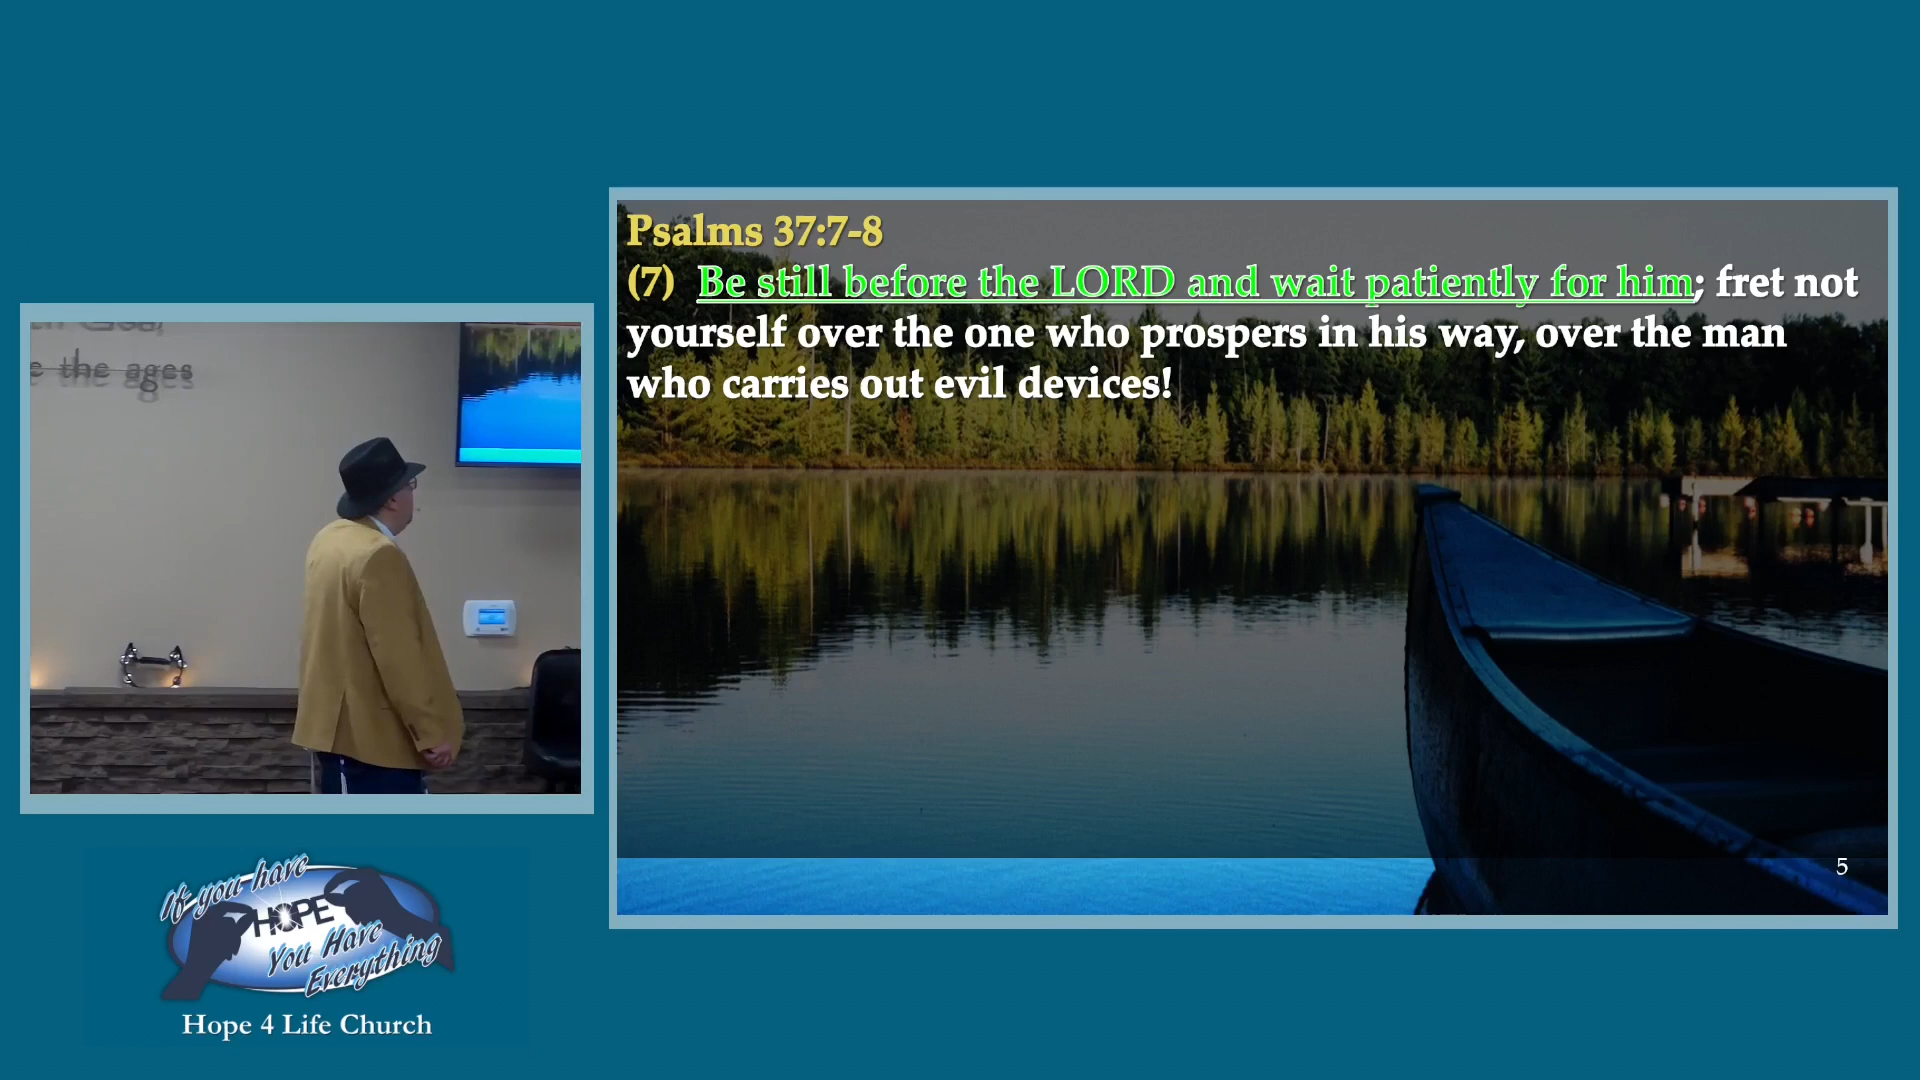 Psalms 37:7-8
(7) Be still before the LORD and wait patiently for him; fret not
yourself over the one who prospers in his way, over the man
who carries out evil devices!
5
God,
the ages
If you have
HOPE
You Have
Everything
Hope 4 Life Church